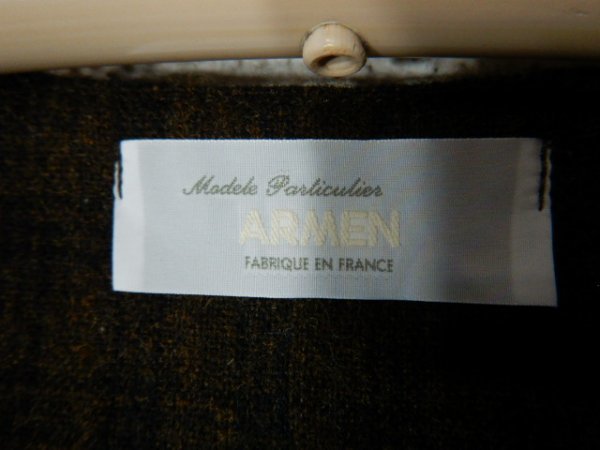 Modele Particulier
ARMEN
FABRIQUE EN FRANCE